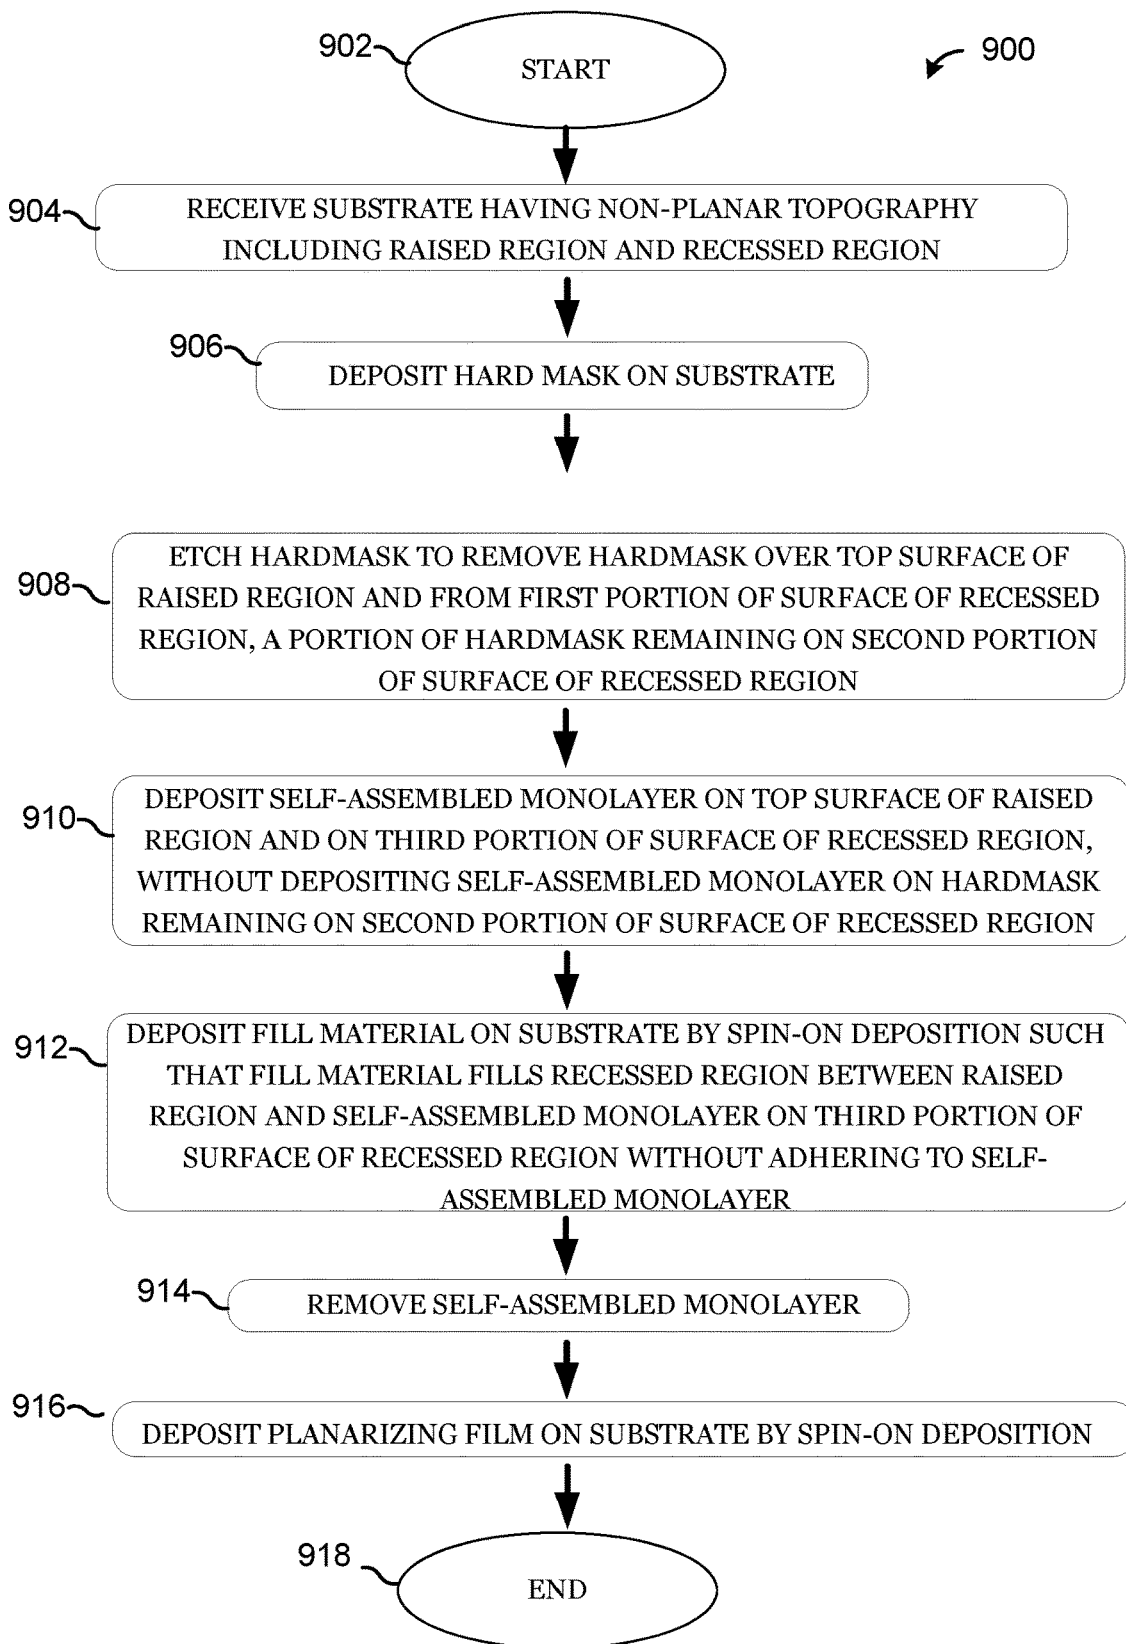 902
START
900
904
RECEIVE SUBSTRATE HAVING NON-PLANAR TOPOGRAPHY
INCLUDING RAISED REGION AND RECESSED REGION
906
DEPOSIT HARD MASK ON SUBSTRATE
908
ETCH HARDMASK TO REMOVE HARDMASK OVER TOP SURFACE OF
RAISED REGION AND FROM FIRST PORTION OF SURFACE OF RECESSED
REGION, A PORTION OF HARDMASK REMAINING ON SECOND PORTION
OF SURFACE OF RECESSED REGION
910
DEPOSIT SELF-ASSEMBLED MONOLAYER ON TOP SURFACE OF RAISED
REGION AND ON THIRD PORTION OF SURFACE OF RECESSED REGION,
WITHOUT DEPOSITING SELF-ASSEMBLED MONOLAYER ON HARDMASK
REMAINING ON SECOND PORTION OF SURFACE OF RECESSED REGION
912
DEPOSIT FILL MATERIAL ON SUBSTRATE BY SPIN-ON DEPOSITION SUCH
THAT FILL MATERIAL FILLS RECESSED REGION BETWEEN RAISED
REGION AND SELF-ASSEMBLED MONOLAYER ON THIRD PORTION OF
SURFACE OF RECESSED REGION WITHOUT ADHERING TO SELF-
ASSEMBLED MONOLAYER
914
REMOVE SELF-ASSEMBLED MONOLAYER
916
DEPOSIT PLANARIZING FILM ON SUBSTRATE BY SPIN-ON DEPOSITION
918
END